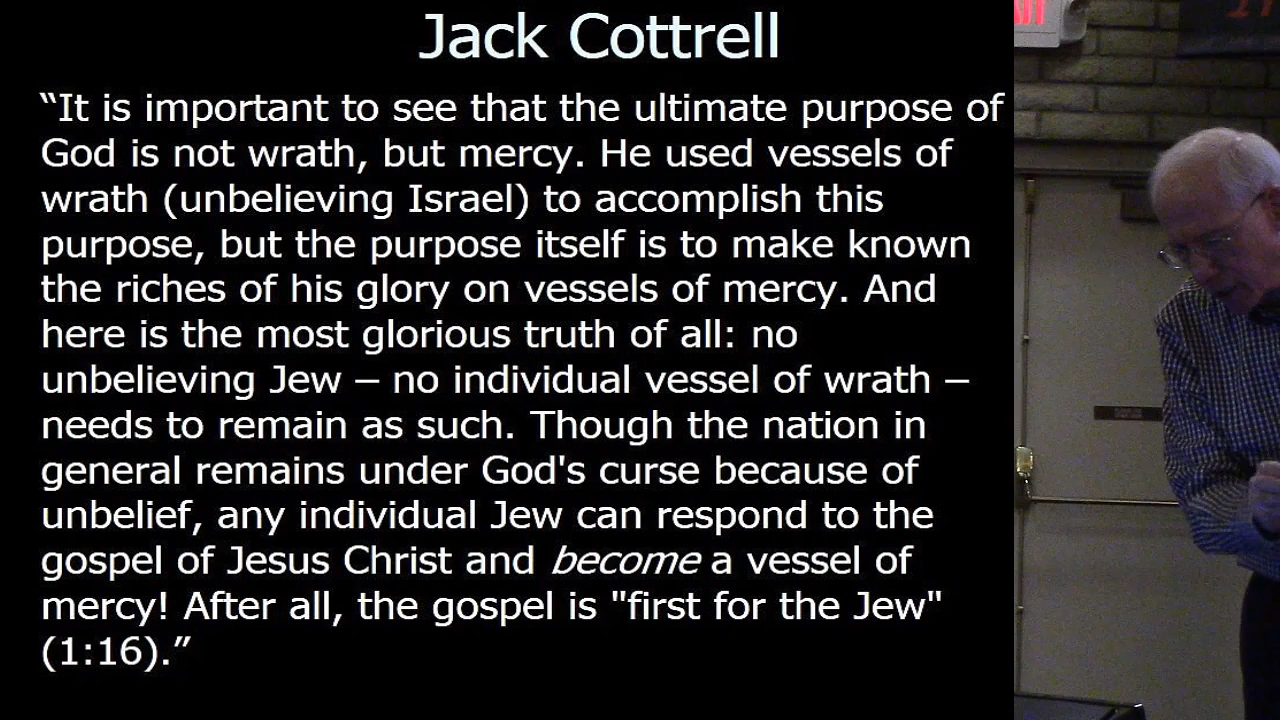 Jack Cottrell
“It is important to see that the ultimate purpose of
God is not wrath, but mercy. He used vessels of
wrath (unbelieving Israel) to accomplish this
purpose, but the purpose itself is to make known
the riches of his glory on vessels of mercy. And
here is the most glorious truth of all: no
unbelieving Jew – no individual vessel of wrath –
needs to remain as such. Though the nation in
general remains under God's curse because of
unbelief, any individual Jew can respond to the
gospel of Jesus Christ and become a vessel of
mercy! After all, the gospel is "first for the Jew"
(1:16).”